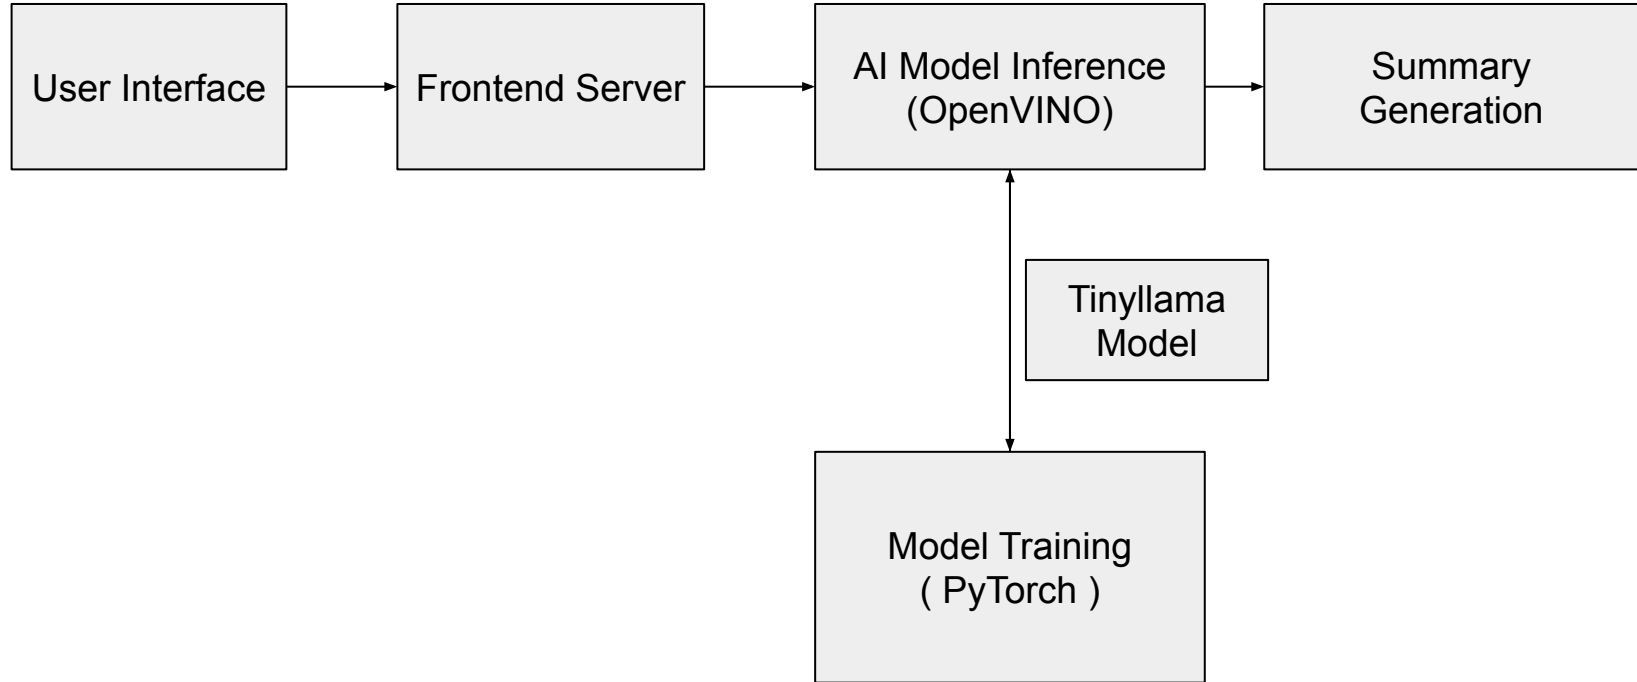 User Interface
Frontend Server
AI Model Inference
(OpenVINO)
Summary
Generation
Tinyllama
Model
Model Training
( PyTorch )